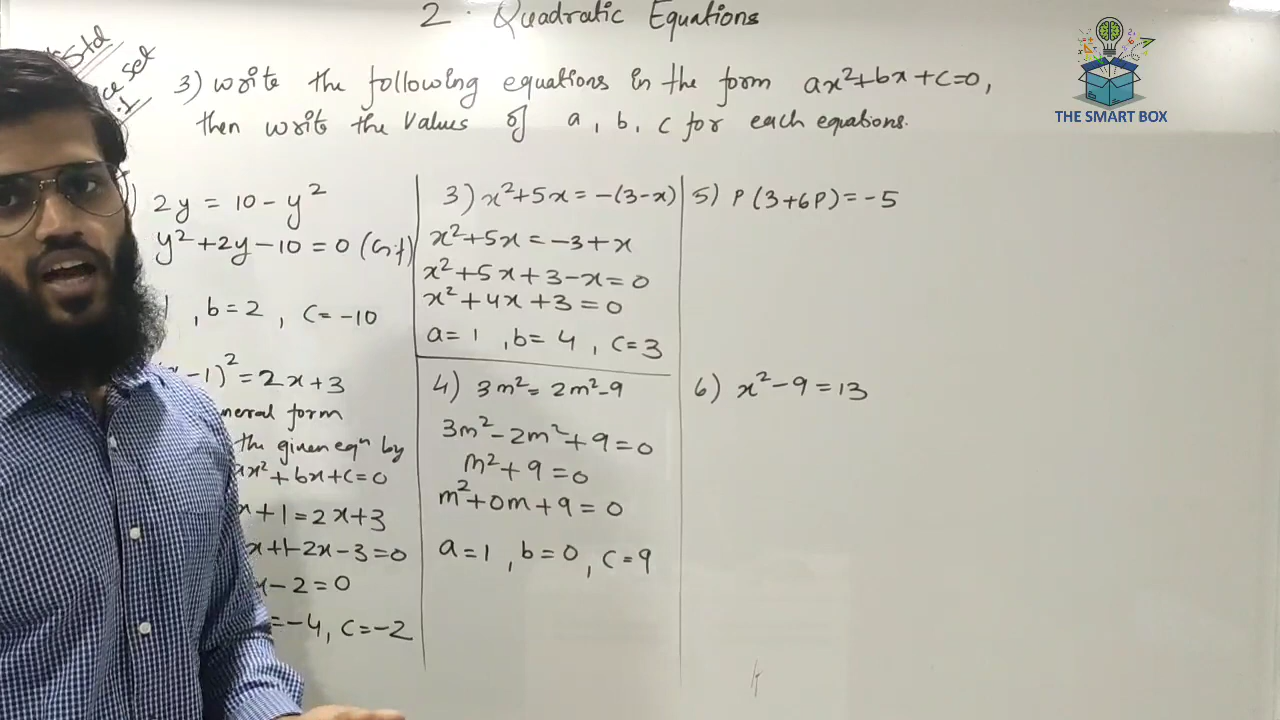 2. Quadratic Equations
Std
Set
.1
3) write the following equations in the form ax²+bx+c=0,
then write the values of a, b, c for each equations.
) 2y = 10 - y²
y² + 2y - 10 = 0
, b = 2 , c = -10
-1)² = 2x+3
form
the given eqⁿ by
ax² + bx + c = 0
x + 1 = 2x + 3
- 2x - 3 = 0
x - 2 = 0
= -4, c = -2
3) x² + 5x = -(3-x)
x² + 5x = -3 + x
x² + 5x + 3 - x = 0
x² + 4x + 3 = 0
a = 1 , b = 4 , c = 3
4) 3m² = 2m² - 9
3m² - 2m² + 9 = 0
m² + 9 = 0
m² + 0m + 9 = 0
a = 1 , b = 0 , c = 9
5) P (3+6P) = -5
6) x² - 9 = 13
THE SMART BOX